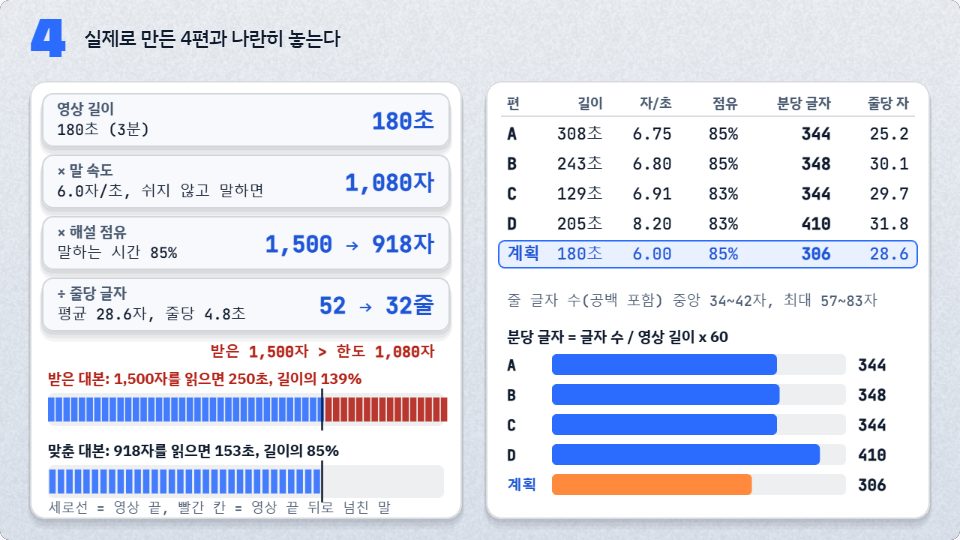 4 실제로 만든 4편과 나란히 놓는다
영상 길이
180초 (3분)
180초
× 말 속도
6.0자/초, 쉬지 않고 말하면
1,080자
× 해설 점유
말하는 시간 85%
1,500 → 918자
÷ 줄당 글자
평균 28.6자, 줄당 4.8초
52 → 32줄
받은 1,500자 > 한도 1,080자
받은 대본: 1,500자를 읽으면 250초, 길이의 139%
맞춘 대본: 918자를 읽으면 153초, 길이의 85%
세로선 = 영상 끝, 빨간 칸 = 영상 끝 뒤로 넘친 말
편 길이 자/초 점유 분당 글자 줄당 자
A 308초 6.75 85% 344 25.2
B 243초 6.80 85% 348 30.1
C 129초 6.91 83% 344 29.7
D 205초 8.20 83% 410 31.8
계획 180초 6.00 85% 306 28.6
줄 글자 수(공백 포함) 중앙 34~42자, 최대 57~83자
분당 글자 = 글자 수 / 영상 길이 x 60
A 344
B 348
C 344
D 410
계획 306